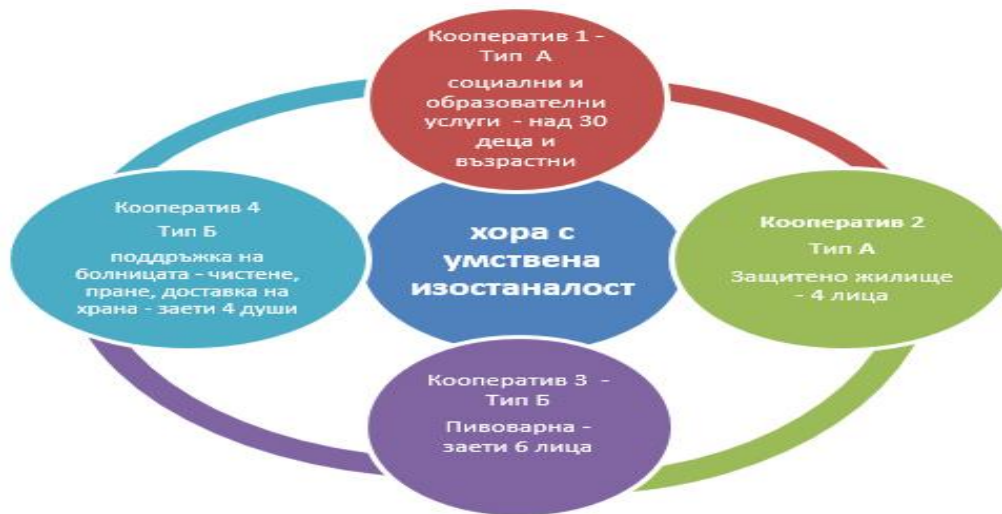 Кооператив 1 -
Тип А
социални и
образователни
услуги - над 30
деца и
възрастни
Кооператив 2
Тип А
Защитено жилище
- 4 лица
Кооператив 3 -
Тип Б
Пивоварна -
заети 6 лица
Кооператив 4
Тип Б
поддръжка на
болницата - чистене,
пране, доставка на
храна - заети 4 души
хора с
умствена
изостаналост